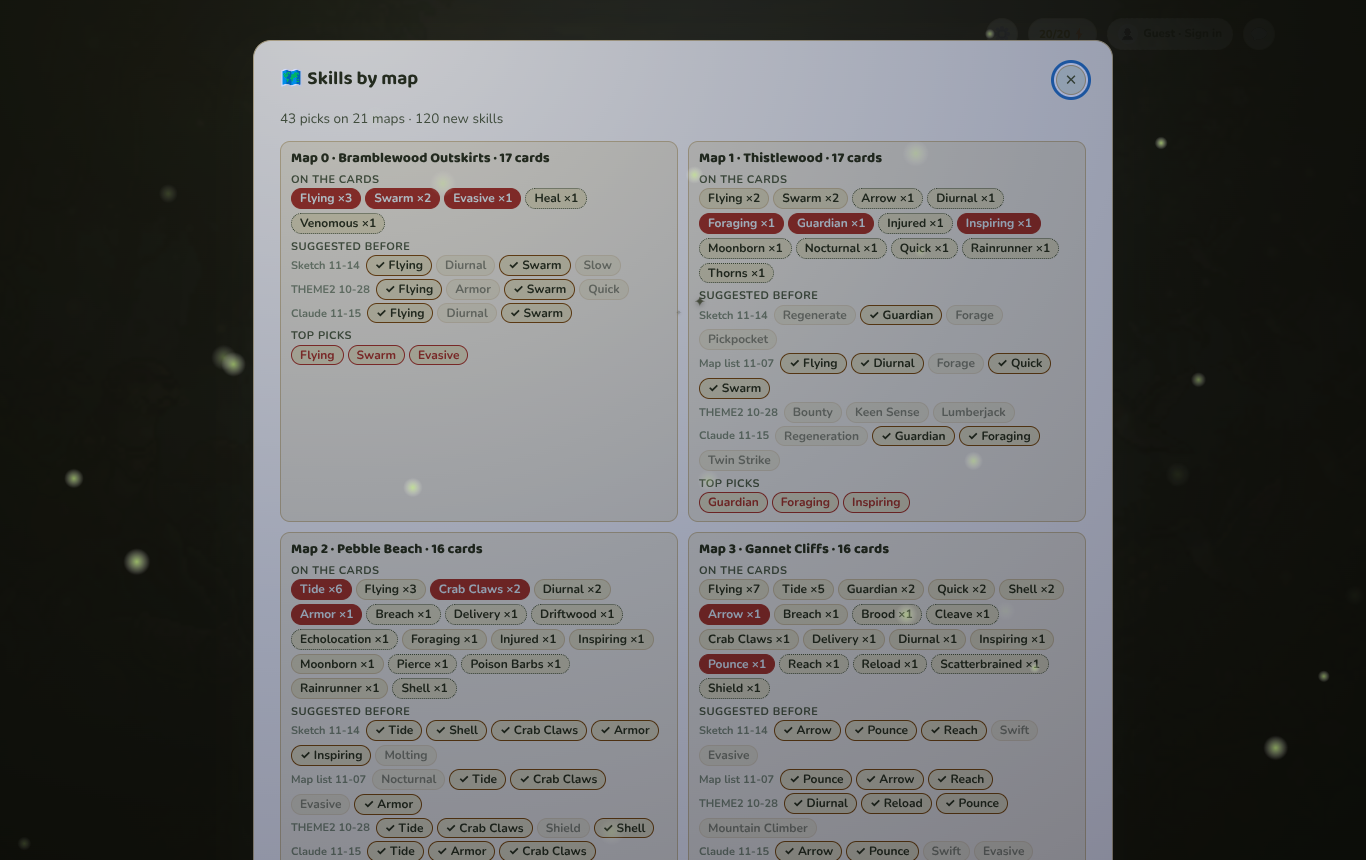 20/20
Guest · Sign in
Skills by map
43 picks on 21 maps · 120 new skills
Map 0 · Bramblewood Outskirts · 17 cards
ON THE CARDS
Flying ×3 Swarm ×2 Evasive ×1 Heal ×1
Venomous ×1
SUGGESTED BEFORE
Sketch 11-14 ✓ Flying Diurnal ✓ Swarm Slow
THEME2 10-28 ✓ Flying Armor ✓ Swarm Quick
Claude 11-15 ✓ Flying Diurnal ✓ Swarm
TOP PICKS
Flying Swarm Evasive
Map 1 · Thistlewood · 17 cards
ON THE CARDS
Flying ×2 Swarm ×2 Arrow ×1 Diurnal ×1
Foraging ×1 Guardian ×1 Injured ×1 Inspiring ×1
Moonborn ×1 Nocturnal ×1 Quick ×1 Rainrunner ×1
Thorns ×1
SUGGESTED BEFORE
Sketch 11-14 Regenerate ✓ Guardian Forage
Pickpocket
Map list 11-07 ✓ Flying ✓ Diurnal Forage ✓ Quick
✓ Swarm
THEME2 10-28 Bounty Keen Sense Lumberjack
Claude 11-15 Regeneration ✓ Guardian ✓ Foraging
Twin Strike
TOP PICKS
Guardian Foraging Inspiring
Map 2 · Pebble Beach · 16 cards
ON THE CARDS
Tide ×6 Flying ×3 Crab Claws ×2 Diurnal ×2
Armor ×1 Breach ×1 Delivery ×1 Driftwood ×1
Echolocation ×1 Foraging ×1 Injured ×1 Inspiring ×1
Moonborn ×1 Pierce ×1 Poison Barbs ×1
Rainrunner ×1 Shell ×1
SUGGESTED BEFORE
Sketch 11-14 ✓ Tide ✓ Shell ✓ Crab Claws ✓ Armor
✓ Inspiring Molting
Map list 11-07 Nocturnal ✓ Tide ✓ Crab Claws
Evasive ✓ Armor
THEME2 10-28 ✓ Tide ✓ Crab Claws Shield ✓ Shell
Claude 11-15 ✓ Tide ✓ Armor ✓ Crab Claws
Map 3 · Gannet Cliffs · 16 cards
ON THE CARDS
Flying ×7 Tide ×5 Guardian ×2 Quick ×2 Shell ×2
Arrow ×1 Breach ×1 Brood ×1 Cleave ×1
Crab Claws ×1 Delivery ×1 Diurnal ×1 Inspiring ×1
Pounce ×1 Reach ×1 Reload ×1 Scatterbrained ×1
Shield ×1
SUGGESTED BEFORE
Sketch 11-14 ✓ Arrow ✓ Pounce ✓ Reach Swift
Evasive
Map list 11-07 ✓ Pounce ✓ Arrow ✓ Reach
THEME2 10-28 ✓ Diurnal ✓ Reload ✓ Pounce
Mountain Climber
Claude 11-15 ✓ Arrow ✓ Pounce Swift Evasive